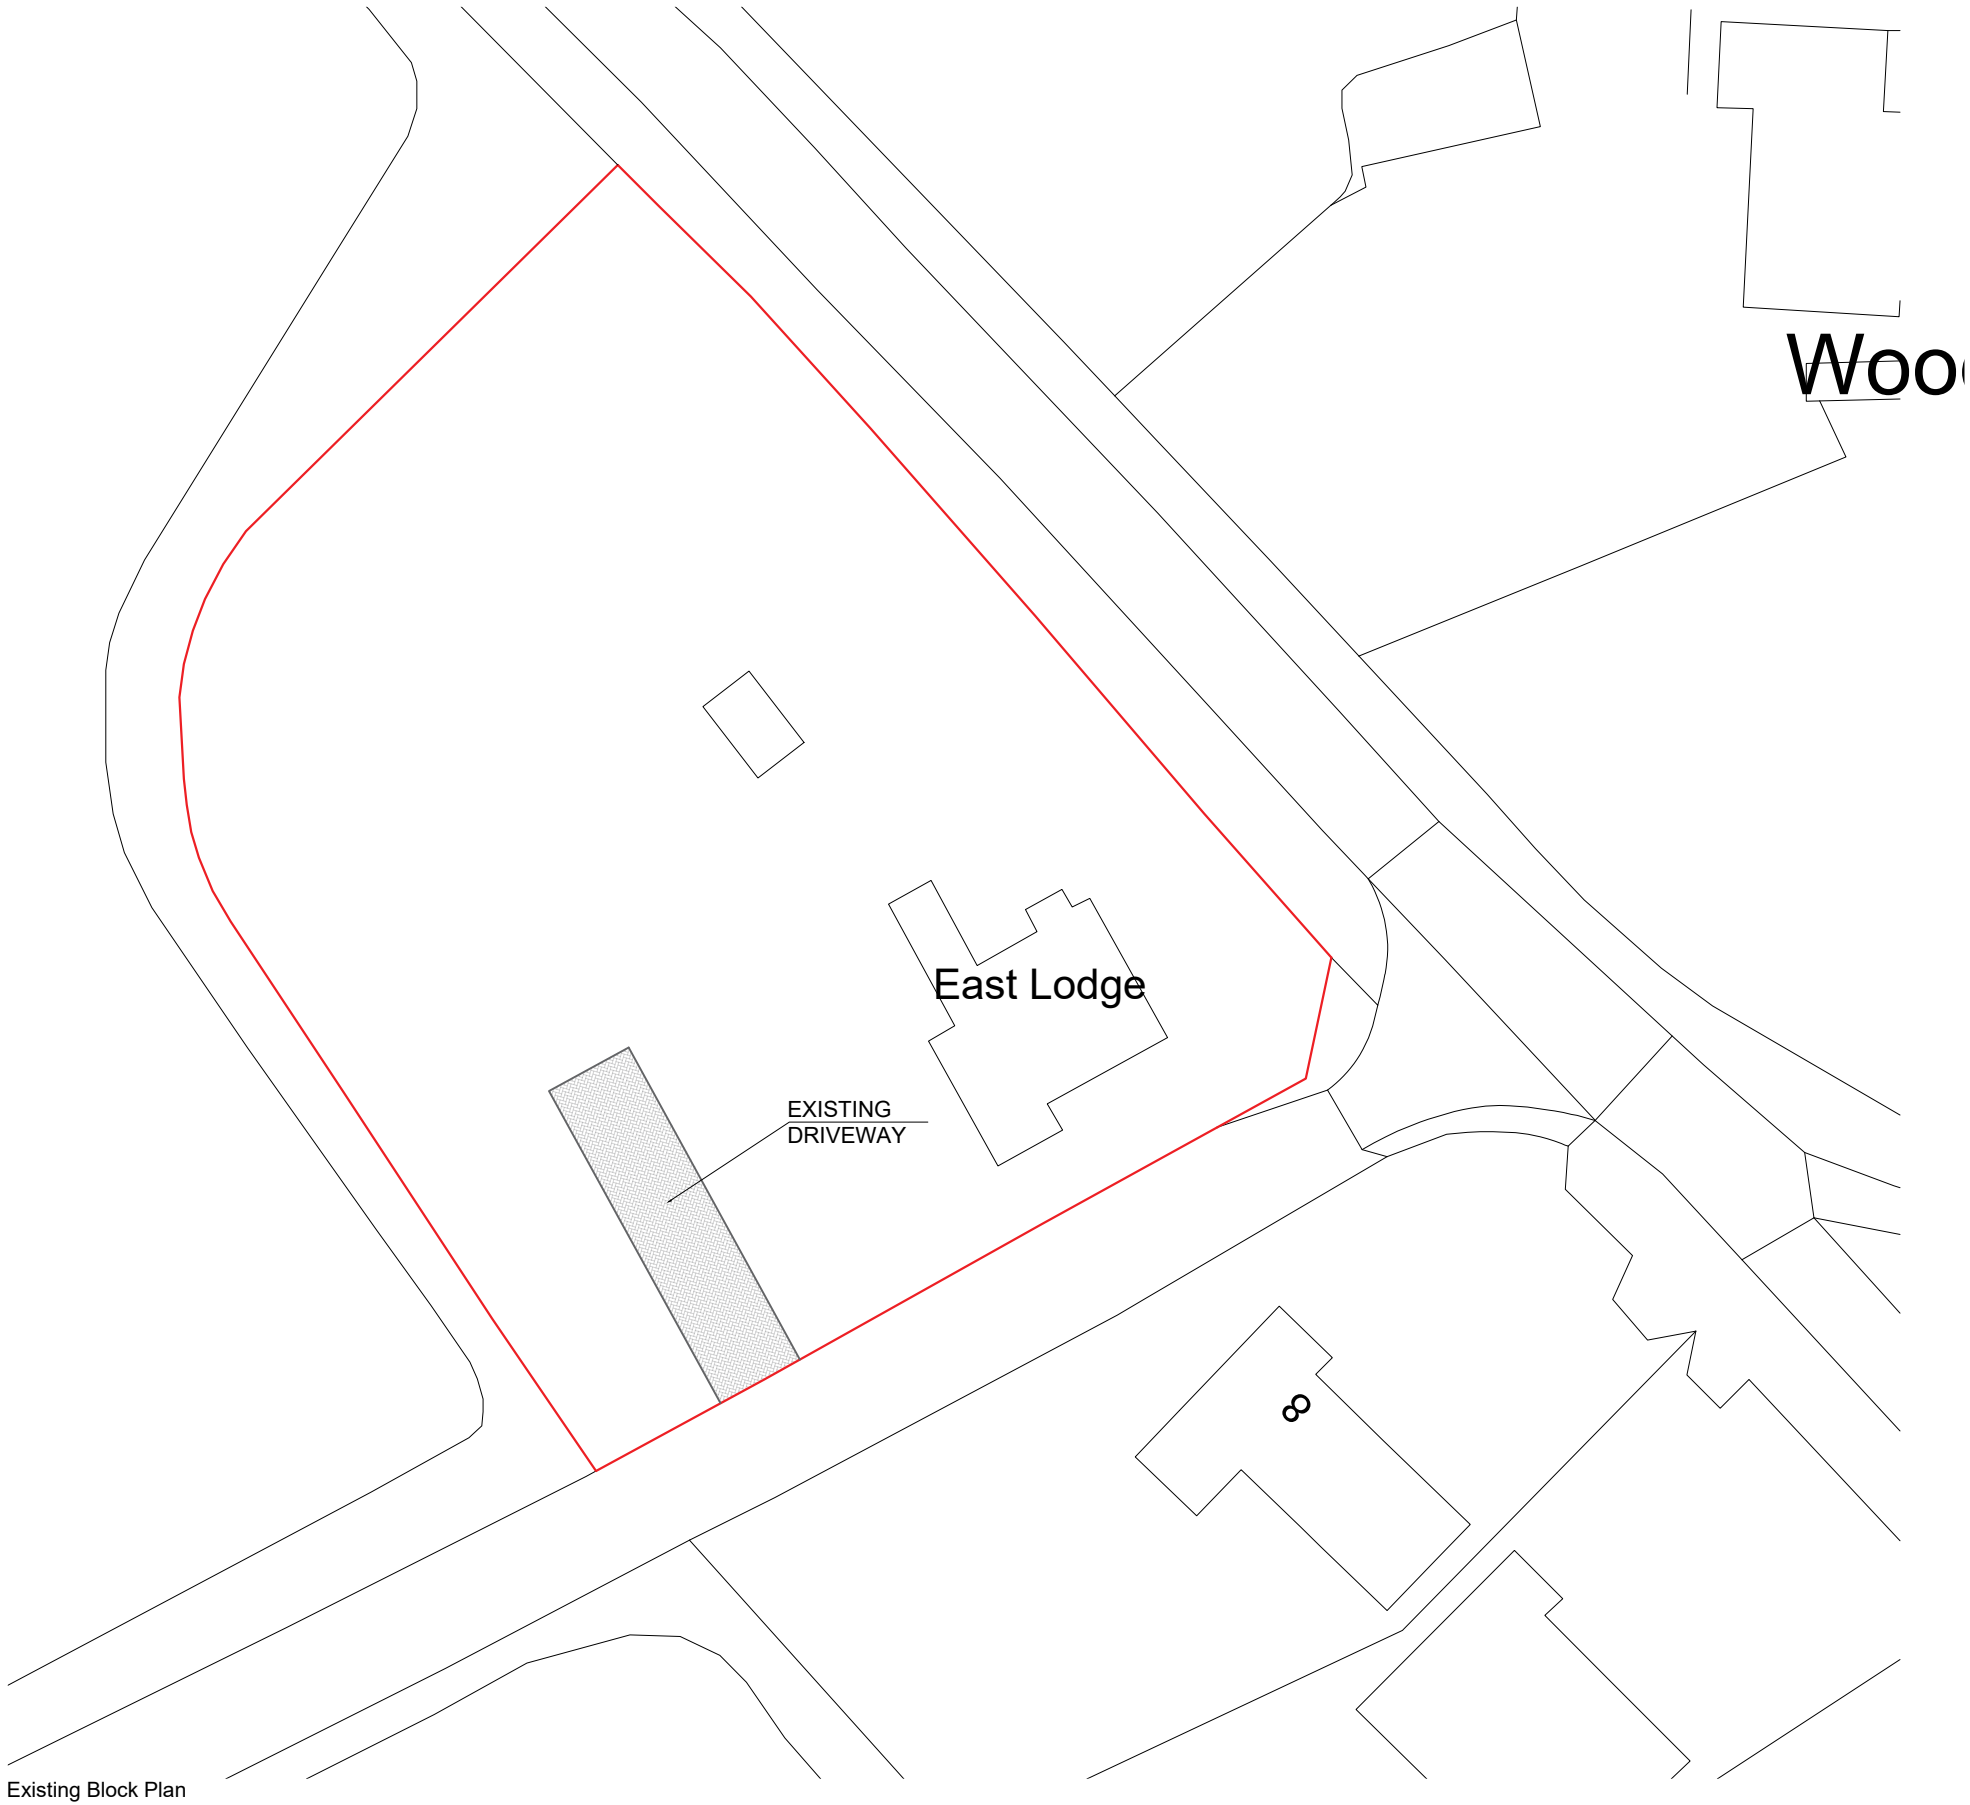 Woo
East Lodge
EXISTING
DRIVEWAY
8
Existing Block Plan